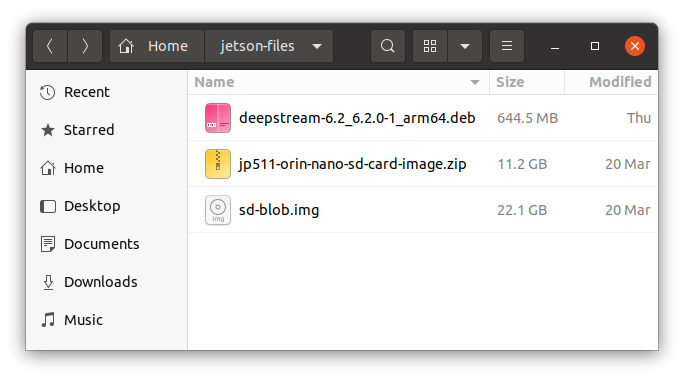 Home jetson-files
Name Size Modified
Recent
deepstream-6.2_6.2.0-1_arm64.deb 644.5 MB Thu
Starred
jp511-orin-nano-sd-card-image.zip 11.2 GB 20 Mar
Home
Desktop
sd-blob.img 22.1 GB 20 Mar
img
Documents
Downloads
Music